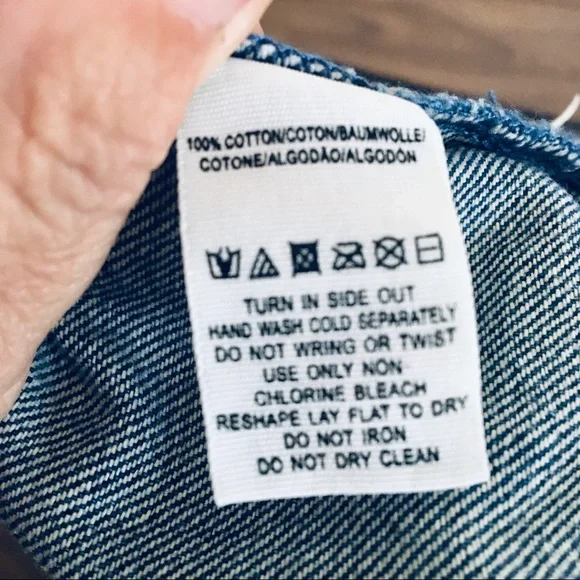 100% COTTON/COTON/BAUMWOLLE/
COTONE/ALGODÃO/ALGODÓN
TURN IN SIDE OUT
HAND WASH COLD SEPARATELY
DO NOT WRING OR TWIST
USE ONLY NON-
CHLORINE BLEACH
RESHAPE LAY FLAT TO DRY
DO NOT IRON
DO NOT DRY CLEAN